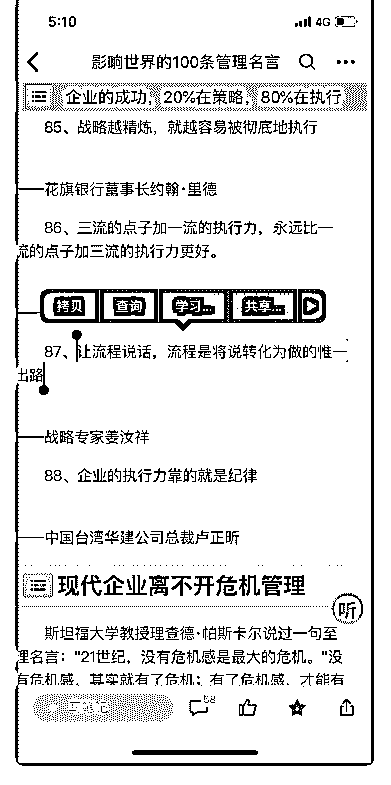 5:10 4G
影响世界的100条管理名言
企业的成功，20%在策略，80%在执行
85、战略越精炼，就越容易被彻底地执行
——花旗银行董事长约翰·里德
86、三流的点子加一流的执行力，永远比一
流的点子加三流的执行力更好。
拷贝 查询 学习... 共享...
87、让流程说话，流程是将说转化为做的惟一
出路
——战略专家姜汝祥
88、企业的执行力靠的就是纪律
——中国台湾华建公司总裁卢正昕
现代企业离不开危机管理
听
斯坦福大学教授理查德·帕斯卡尔说过一句至
理名言："21世纪，没有危机感是最大的危机。"没
有危机感，其实就有了危机；有了危机感，才能有
68